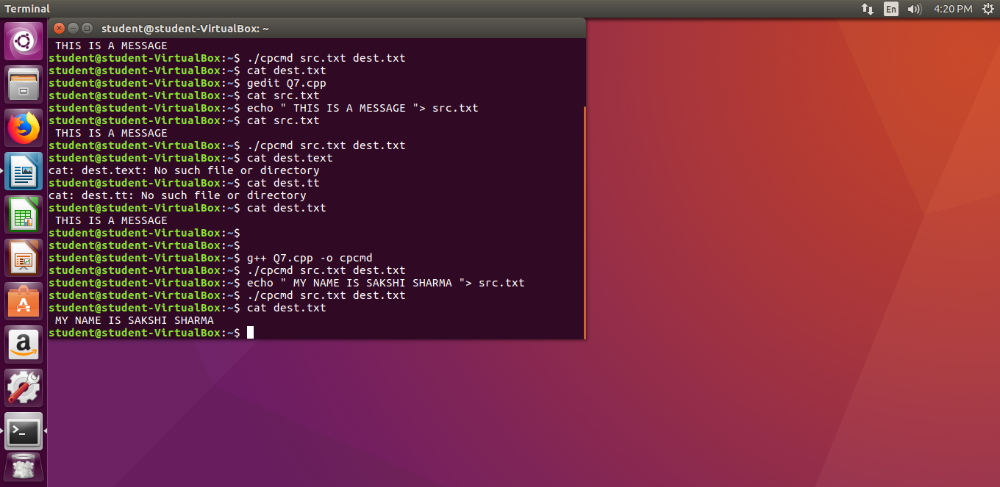 Terminal
En
4:20 PM
student@student-VirtualBox: ~
THIS IS A MESSAGE
student@student-VirtualBox:~$ ./cpcmd src.txt dest.txt
student@student-VirtualBox:~$ cat dest.txt
student@student-VirtualBox:~$ gedit Q7.cpp
student@student-VirtualBox:~$ cat src.txt
student@student-VirtualBox:~$ echo " THIS IS A MESSAGE "> src.txt
student@student-VirtualBox:~$ cat src.txt
THIS IS A MESSAGE
student@student-VirtualBox:~$ ./cpcmd src.txt dest.txt
student@student-VirtualBox:~$ cat dest.text
cat: dest.text: No such file or directory
student@student-VirtualBox:~$ cat dest.tt
cat: dest.tt: No such file or directory
student@student-VirtualBox:~$ cat dest.txt
THIS IS A MESSAGE
student@student-VirtualBox:~$
student@student-VirtualBox:~$
student@student-VirtualBox:~$ g++ Q7.cpp -o cpcmd
student@student-VirtualBox:~$ ./cpcmd src.txt dest.txt
student@student-VirtualBox:~$ echo " MY NAME IS SAKSHI SHARMA "> src.txt
student@student-VirtualBox:~$ ./cpcmd src.txt dest.txt
student@student-VirtualBox:~$ cat dest.txt
MY NAME IS SAKSHI SHARMA
student@student-VirtualBox:~$